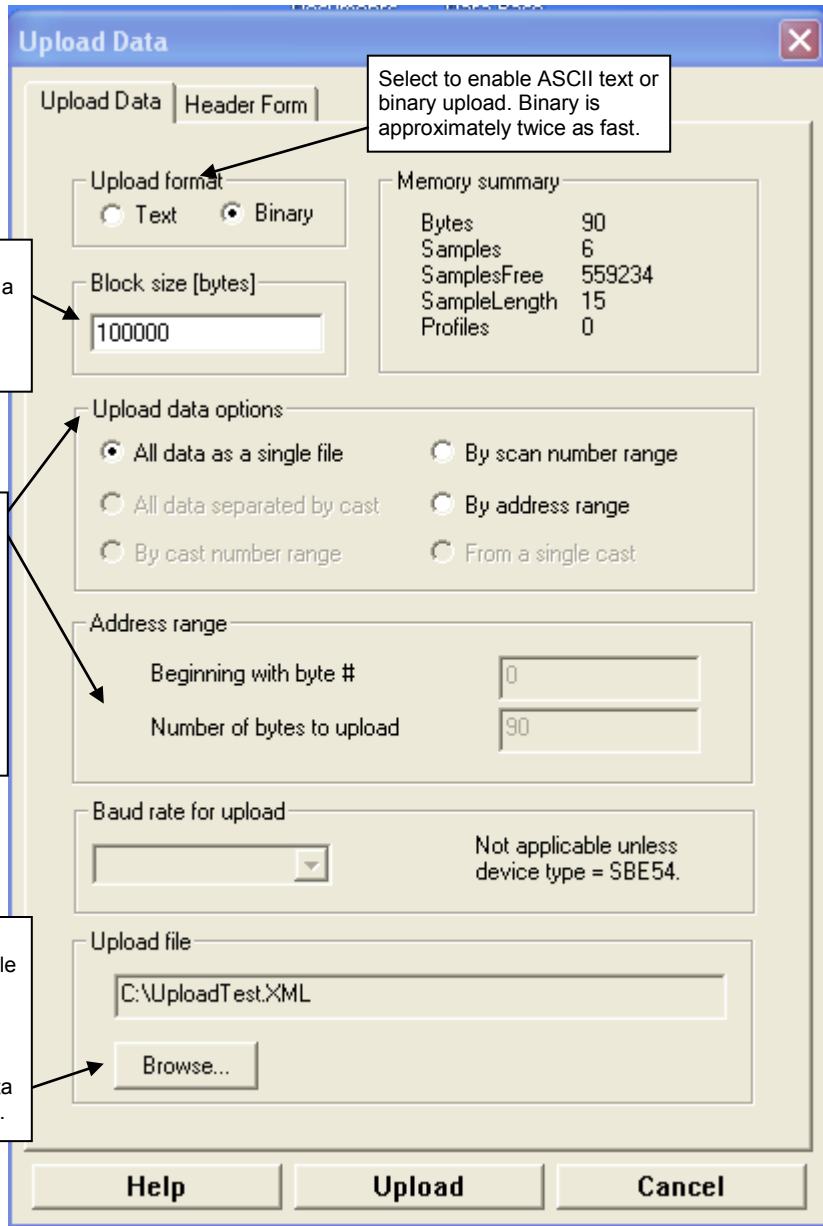 Upload Data
Select to enable ASCII text or
binary upload. Binary is
approximately twice as fast.
Upload Data
Header Form
Upload format
Text
Binary
Memory summary
Bytes 90
Samples 6
SamplesFree 559234
SampleLength 15
Profiles 0
a
Block size [bytes]
100000
Upload data options
All data as a single file
By scan number range
All data separated by cast
By address range
By cast number range
From a single cast
Address range
Beginning with byte #
0
Number of bytes to upload
90
Baud rate for upload
Not applicable unless
device type = SBE54.
Upload file
C:\UploadTest.XML
Browse...
Help
Upload
Cancel